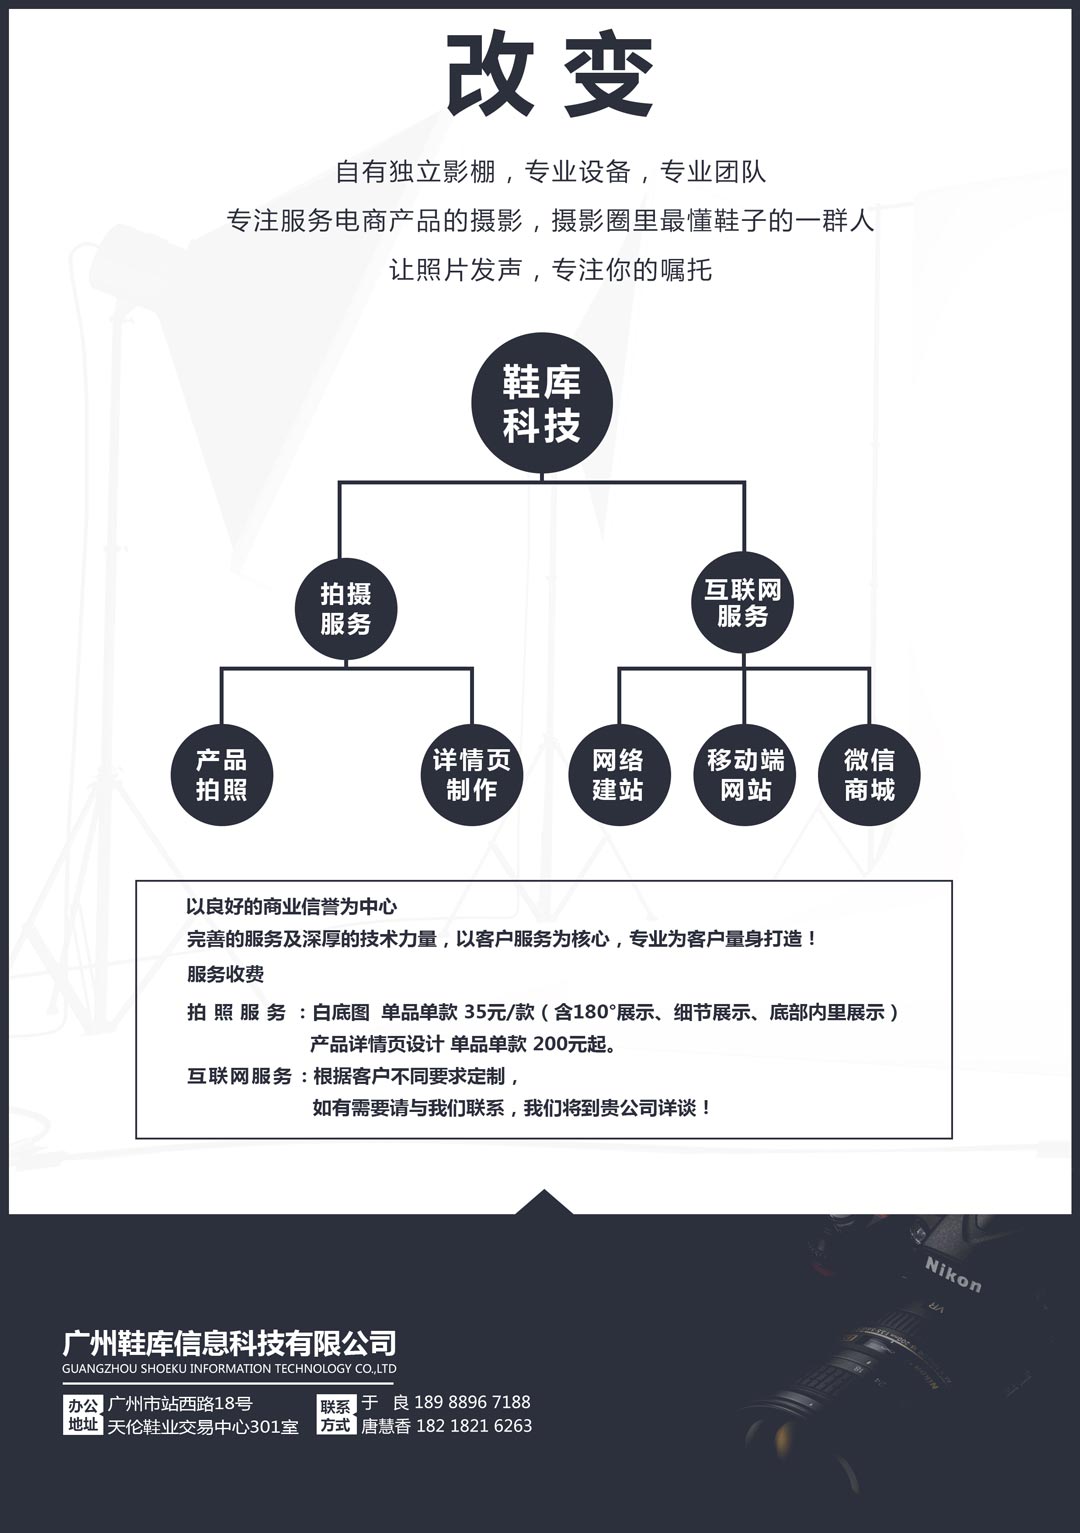 改变
自有独立影棚，专业设备，专业团队
专注服务电商产品的摄影，摄影圈里最懂鞋子的一群人
让照片发声，专注你的嘱托
鞋库
科技
拍摄
服务
互联网
服务
产品
拍照
详情页
制作
网络
建站
移动端
网站
微信
商城
以良好的商业信誉为中心
完善的服务及深厚的技术力量，以客户服务为核心，专业为客户量身打造！
服务收费
拍照服务：白底图 单品单款 35元/款（含180°展示、细节展示、底部内里展示）
产品详情页设计 单品单款 200元起。
互联网服务：根据客户不同要求定制，
如有需要请与我们联系，我们将到贵公司详谈！
Nikon
VR
24
18
广州鞋库信息科技有限公司
GUANGZHOU SHOEKU INFORMATION TECHNOLOGY CO.,LTD
办公地址
广州市站西路18号
天伦鞋业交易中心301室
联系方式
于 良 189 8896 7188
唐慧香 182 1821 6263